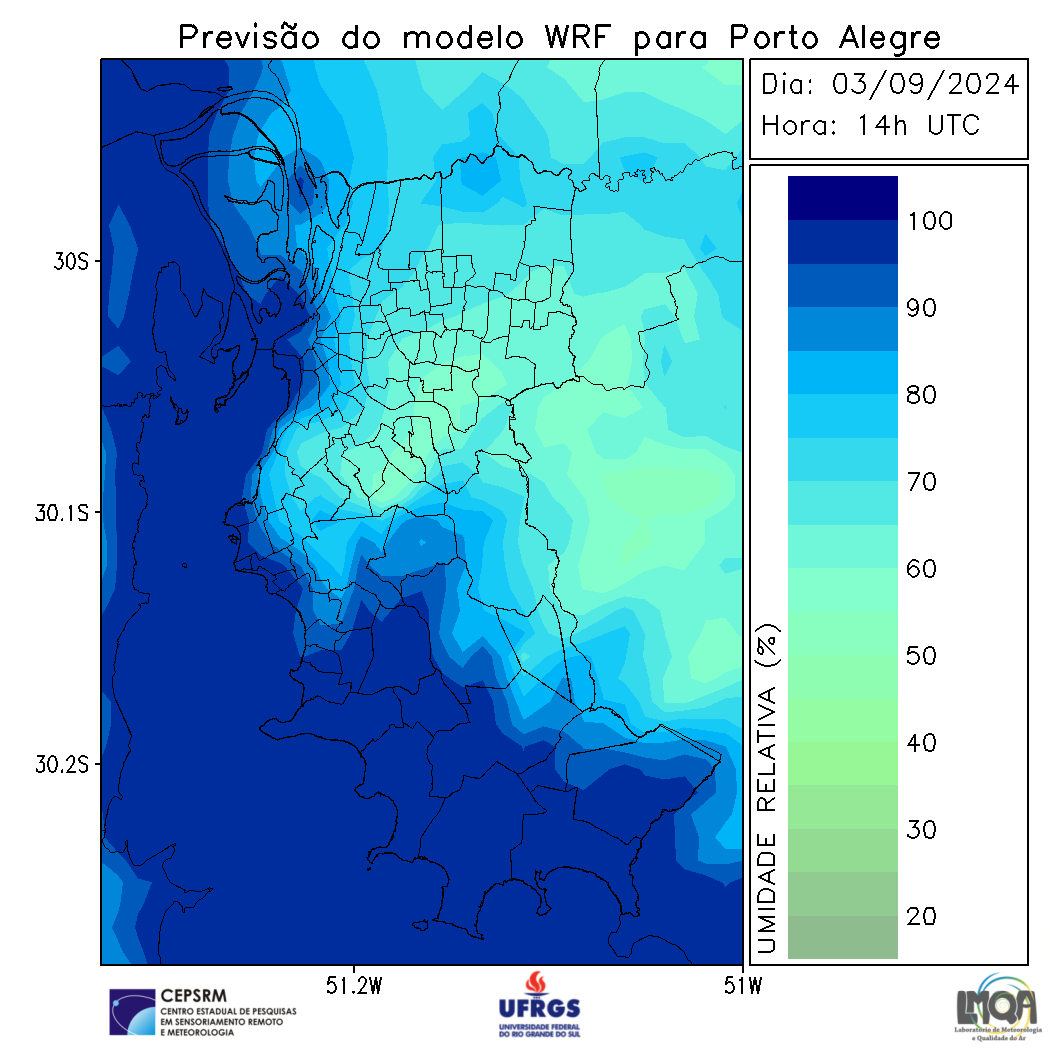 Previsão do modelo WRF para Porto Alegre
Dia: 03/09/2024
Hora: 14h UTC
30S
30.1S
30.2S
51.2W
51W
UMIDADE RELATIVA (%)
100
90
80
70
60
50
40
30
20
CEPSRM
CENTRO ESTADUAL DE PESQUISAS
EM SENSORIAMENTO REMOTO
E METEOROLOGIA
UFRGS
UNIVERSIDADE FEDERAL
DO RIO GRANDE DO SUL
LMQA
Laboratório de Meteorologia
e Qualidade do Ar